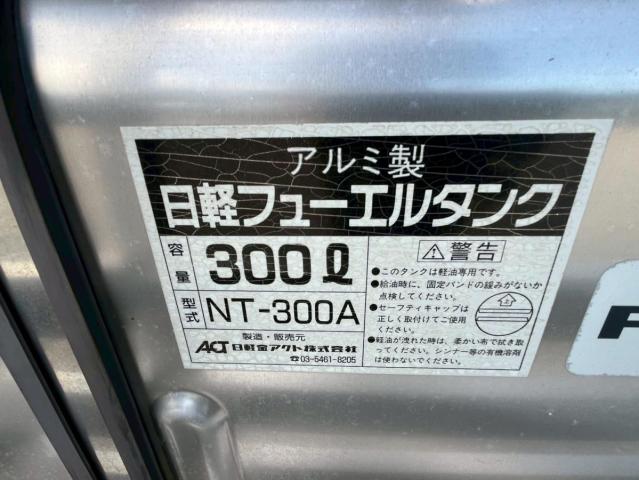 アルミ製
日軽フューエルタンク
容量 300ℓ
型式 NT-300A
製造・販売元
ACT 日軽金アクト株式会社
☎03-5461-8205
⚠警告
●このタンクは軽油専用です。
●給油時に、固定バンドの緩みがないか
点検してください。
●セーフティキャップは
正しく取付けてご使用
ください。
●軽油が洩れた時は、柔かい布で拭き取
ってください。シンナー等の有機溶剤
は使わないでください。